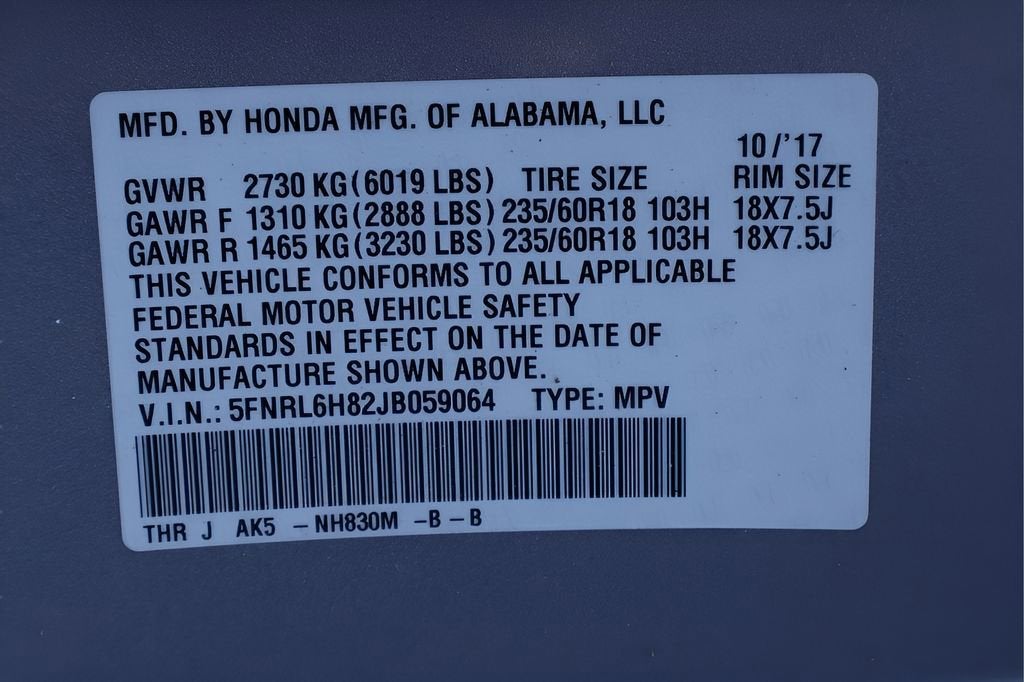 MFD. BY HONDA MFG. OF ALABAMA, LLC
10/'17
GVWR 2730 KG(6019 LBS) TIRE SIZE RIM SIZE
GAWR F 1310 KG(2888 LBS) 235/60R18 103H 18X7.5J
GAWR R 1465 KG(3230 LBS) 235/60R18 103H 18X7.5J
THIS VEHICLE CONFORMS TO ALL APPLICABLE
FEDERAL MOTOR VEHICLE SAFETY
STANDARDS IN EFFECT ON THE DATE OF
MANUFACTURE SHOWN ABOVE.
V.I.N.: 5FNRL6H82JB059064 TYPE: MPV
THR J AK5 -NH830M -B-B